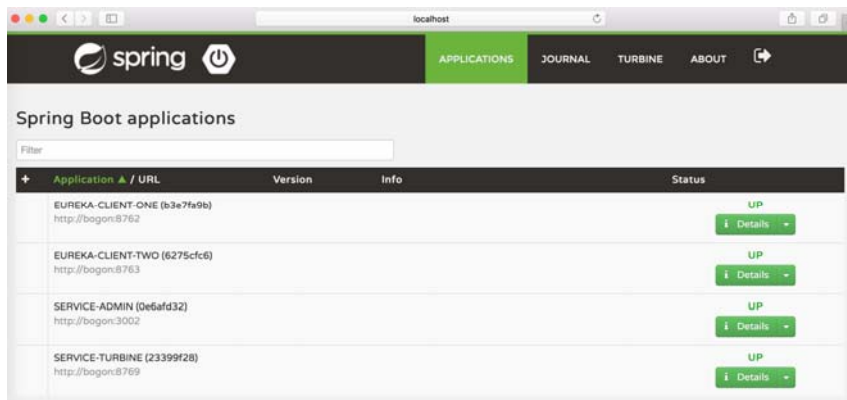 localhost
spring APPLICATIONS JOURNAL TURBINE ABOUT
Spring Boot applications
Filter
+ Application ▲ / URL Version Info Status
EUREKA-CLIENT-ONE (b3e7fa9b) UP
http://bogon:8762 i Details
EUREKA-CLIENT-TWO (6275cfc6) UP
http://bogon:8763 i Details
SERVICE-ADMIN (0e6afd32) UP
http://bogon:3002 i Details
SERVICE-TURBINE (23399f28) UP
http://bogon:8769 i Details